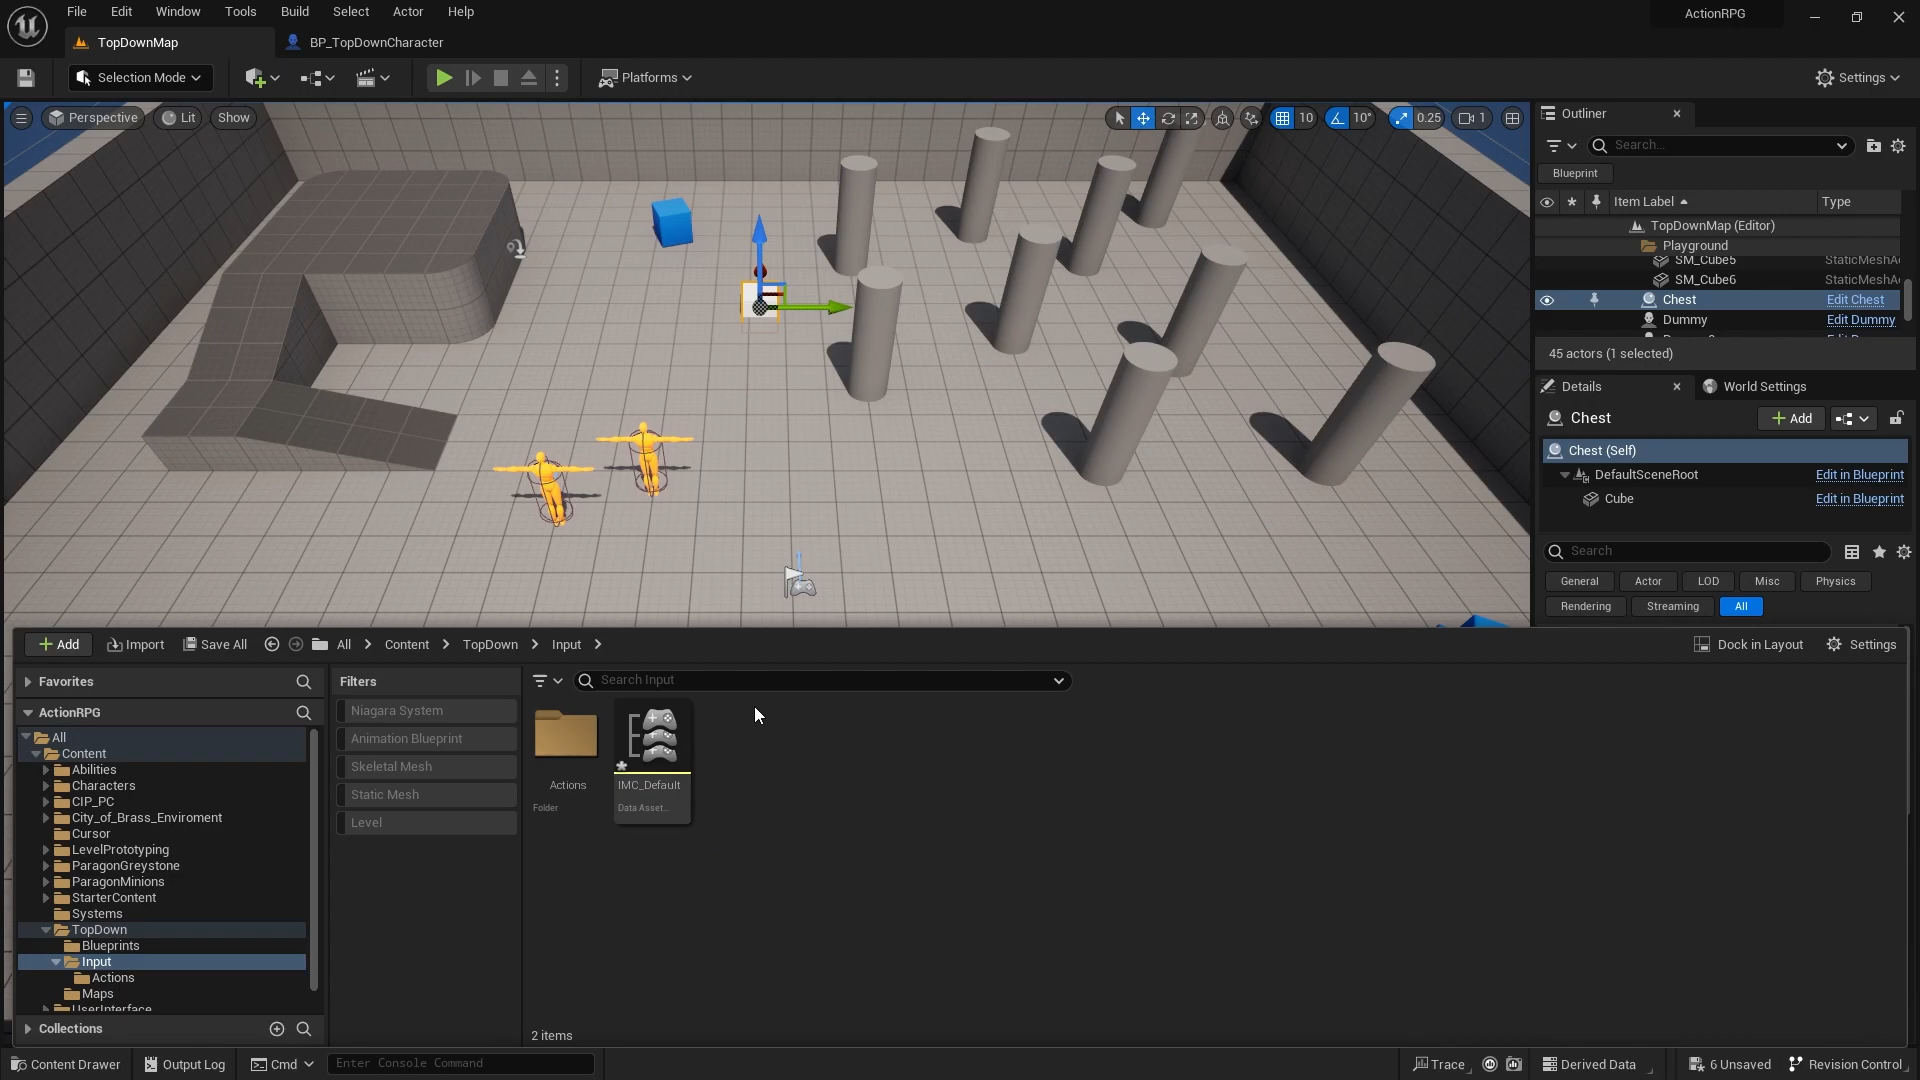 File Edit Window Tools Build Select Actor Help
ActionRPG
TopDownMap
BP_TopDownCharacter
Selection Mode
Platforms
Settings
Perspective
Lit
Show
10
10°
0.25
1
Outliner
Search...
Blueprint
Item Label
Type
TopDownMap (Editor)
Playground
SM_Cube5
SM_Cube6
Chest
Edit Chest
Dummy
Edit Dummy
45 actors (1 selected)
Details
World Settings
Chest
Add
Chest (Self)
DefaultSceneRoot
Edit in Blueprint
Cube
Edit in Blueprint
Search
General
Actor
LOD
Misc
Physics
Rendering
Streaming
All
Add
Import
Save All
All
Content
TopDown
Input
Dock in Layout
Settings
Favorites
ActionRPG
All
Content
Abilities
Characters
CIP_PC
City_of_Brass_Enviroment
Cursor
LevelPrototyping
ParagonGreystone
ParagonMinions
StarterContent
Systems
TopDown
Blueprints
Input
Actions
Maps
UserInterface
Collections
Filters
Niagara System
Animation Blueprint
Skeletal Mesh
Static Mesh
Level
Search Input
Actions
Folder
IMC_Default
Data Asset...
2 items
Content Drawer
Output Log
Cmd
Enter Console Command
Trace
Derived Data
6 Unsaved
Revision Control